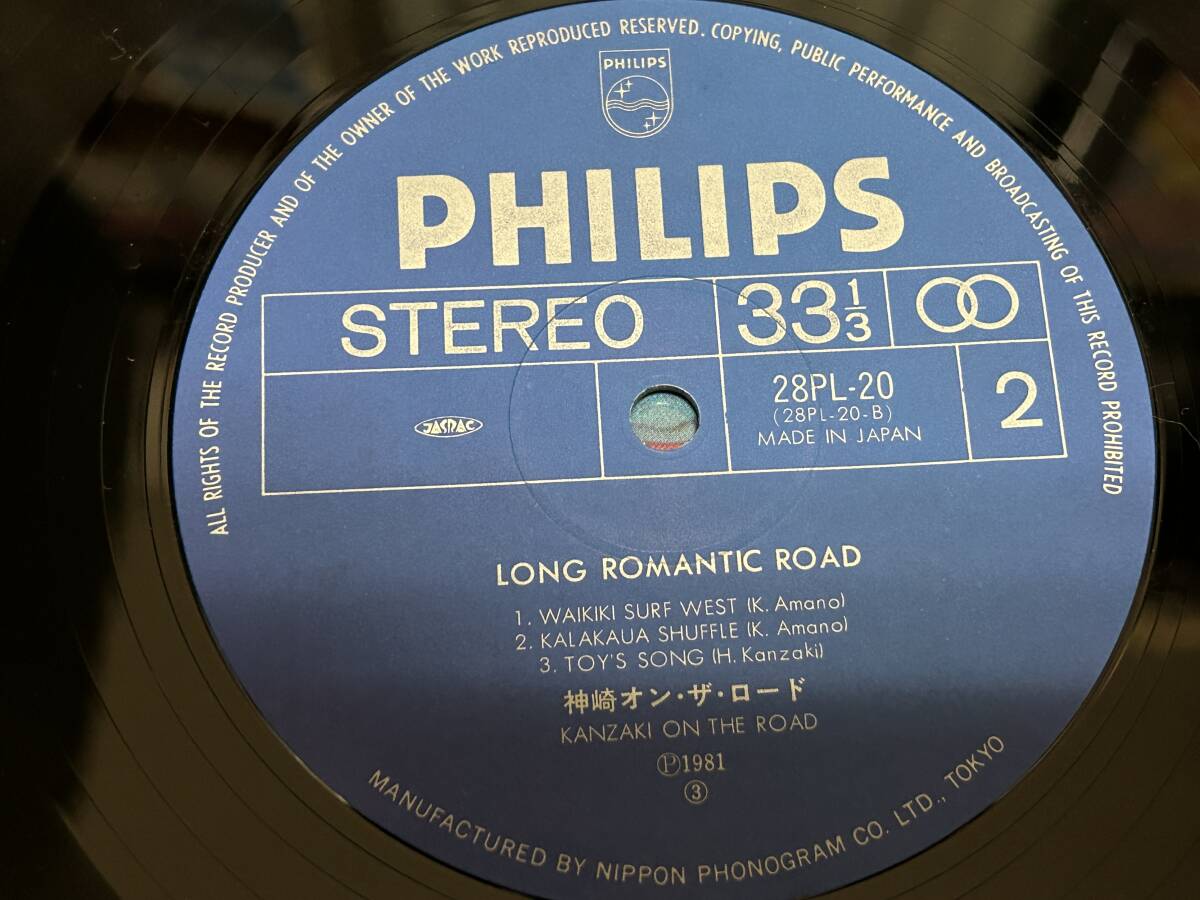 ALL RIGHTS OF THE RECORD PRODUCER AND OF THE OWNER OF THE WORK REPRODUCED RESERVED. COPYING, PUBLIC PERFORMANCE AND BROADCASTING OF THIS RECORD PROHIBITED
PHILIPS
PHILIPS
STEREO
33 1/3
JASRAC
28PL-20
(28PL-20-B)
MADE IN JAPAN
2
LONG ROMANTIC ROAD
1. WAIKIKI SURF WEST (K. Amano)
2. KALAKAUA SHUFFLE (K. Amano)
3. TOY'S SONG (H. Kanzaki)
神崎オン・ザ・ロード
KANZAKI ON THE ROAD
Ⓟ1981
③
MANUFACTURED BY NIPPON PHONOGRAM CO. LTD., TOKYO